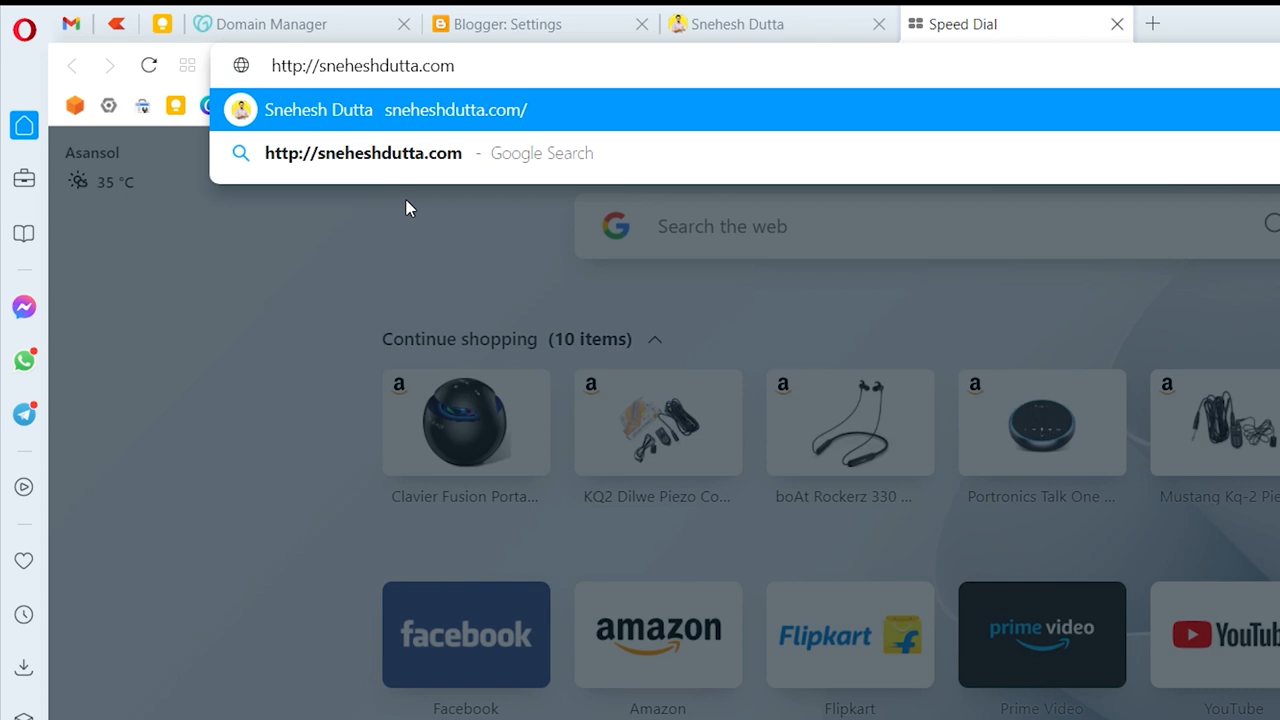 Domain Manager
Blogger: Settings
Snehesh Dutta
Speed Dial
http://sneheshdutta.com
Snehesh Dutta sneheshdutta.com/
http://sneheshdutta.com - Google Search
Asansol
35 °C
Search the web
Continue shopping (10 items)
Clavier Fusion Porta...
KQ2 Dilwe Piezo Co...
boAt Rockerz 330 ...
Portronics Talk One ...
Mustang Kq-2 Pie
facebook
amazon
Flipkart
prime video
YouTub
Facebook
Amazon
Flipkart
Prime Video
YouTube